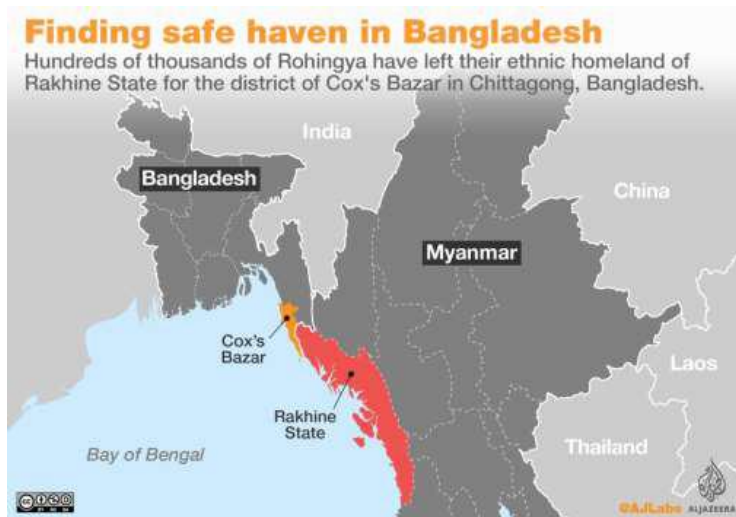 Finding safe haven in Bangladesh
Hundreds of thousands of Rohingya have left their ethnic homeland of
Rakhine State for the district of Cox's Bazar in Chittagong, Bangladesh.
India
Bangladesh
China
Myanmar
Cox's
Bazar
Laos
Rakhine
State
Thailand
Bay of Bengal
@AJLabs
ALJAZEERA